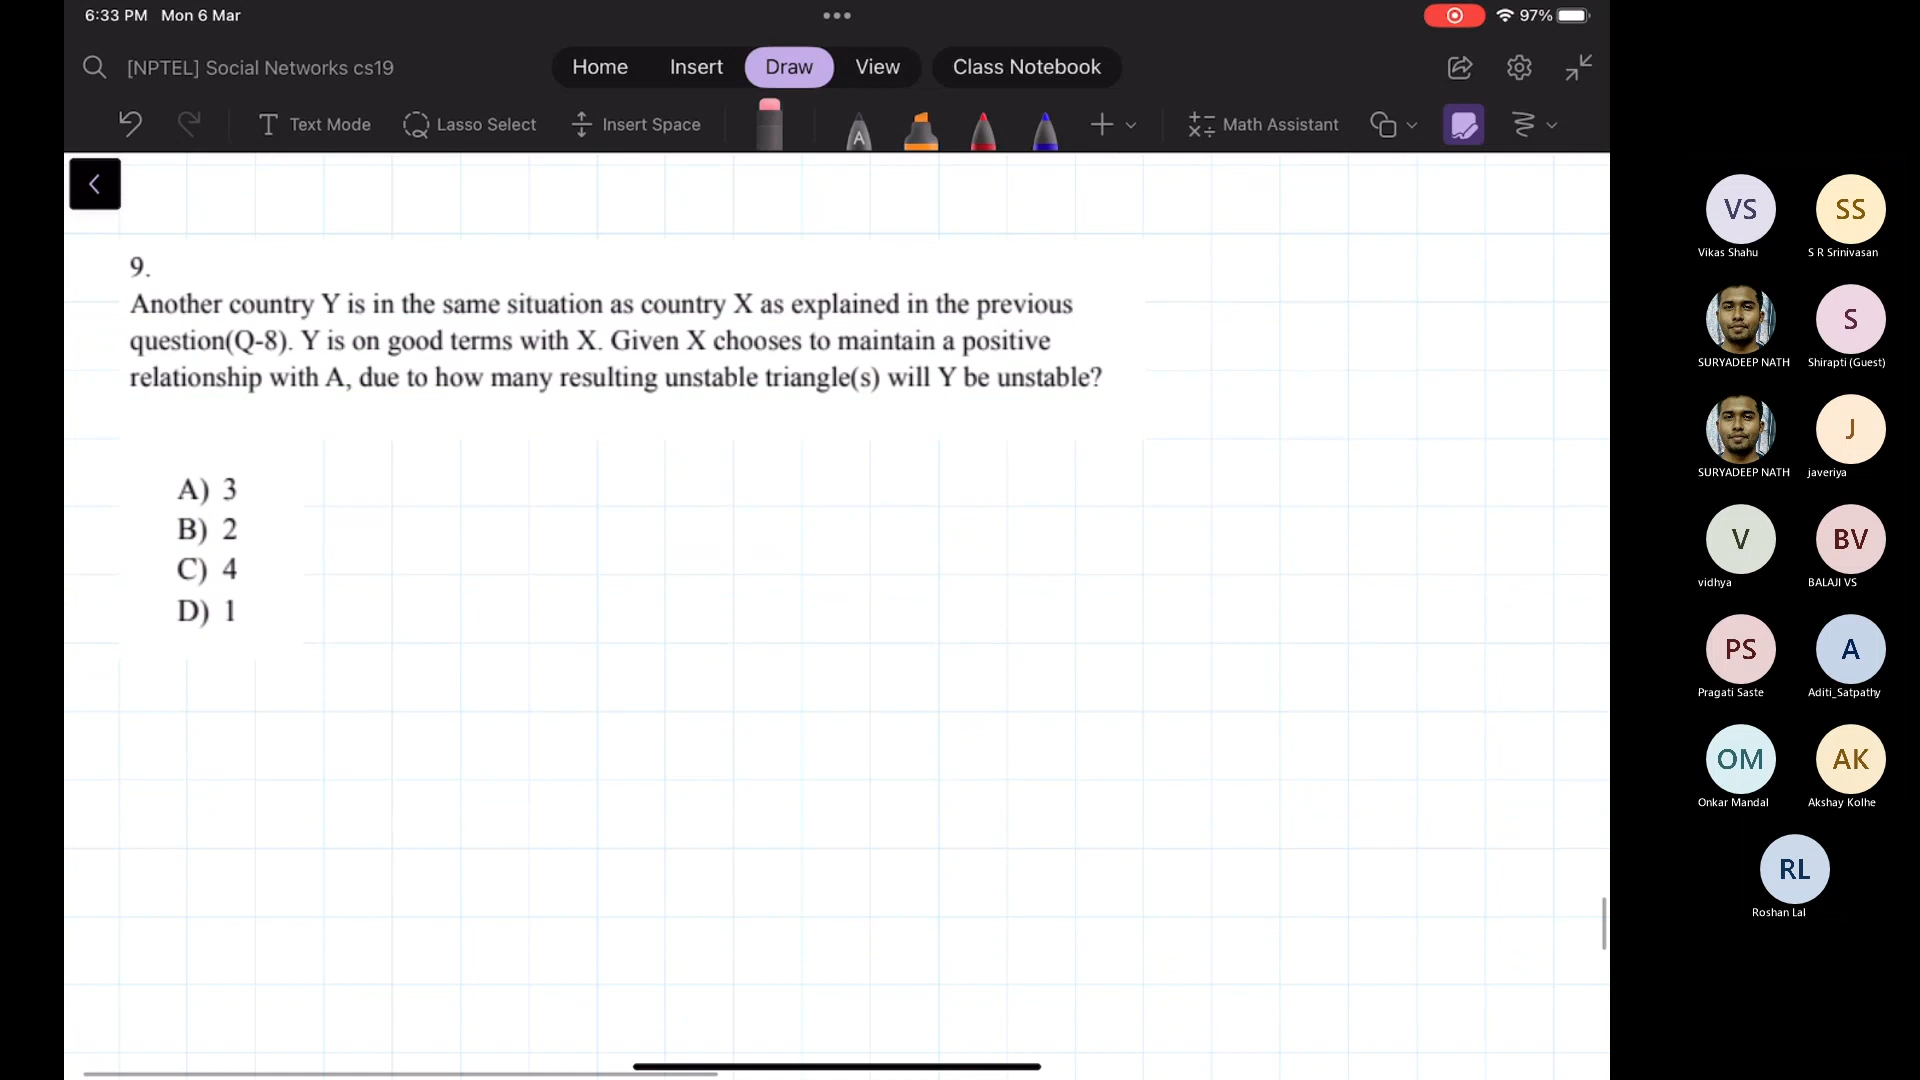 6:33 PM Mon 6 Mar
97%
[NPTEL] Social Networks cs19
Home Insert Draw View Class Notebook
Text Mode Lasso Select Insert Space A Math Assistant
9.
Another country Y is in the same situation as country X as explained in the previous
question(Q-8). Y is on good terms with X. Given X chooses to maintain a positive
relationship with A, due to how many resulting unstable triangle(s) will Y be unstable?
A) 3
B) 2
C) 4
D) 1
VS SS
Vikas Shahu S R Srinivasan
S
SURYADEEP NATH Shirapti (Guest)
J
SURYADEEP NATH javeriya
V BV
vidhya BALAJI VS
PS A
Pragati Saste Aditi_Satpathy
OM AK
Onkar Mandal Akshay Kolhe
RL
Roshan Lal